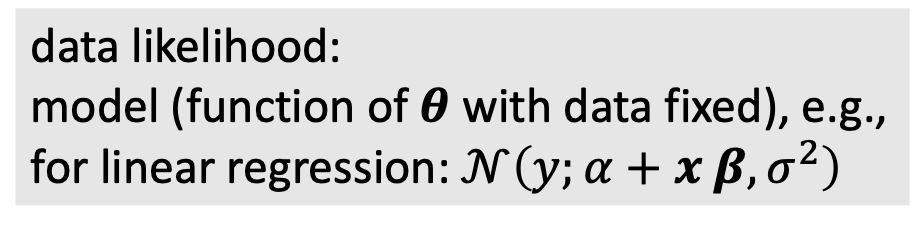 data likelihood:
model (function of 𝜽 with data fixed), e.g.,
for linear regression: 𝒩(𝑦; 𝛼 + 𝒙 𝜷, 𝜎²)